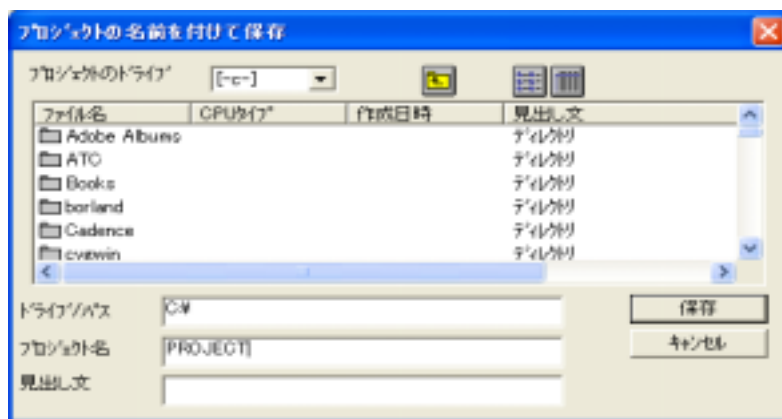 プロジェクトの名前を付けて保存
プロジェクトのドライブ [-c-]
ファイル名 CPUタイプ 作成日時 見出し文
Adobe Albums ディレクトリ
ATC ディレクトリ
Books ディレクトリ
borland ディレクトリ
Cadence ディレクトリ
cygwin ディレクトリ
ドライブ/パス C:¥ 保存
プロジェクト名 PROJECT キャンセル
見出し文